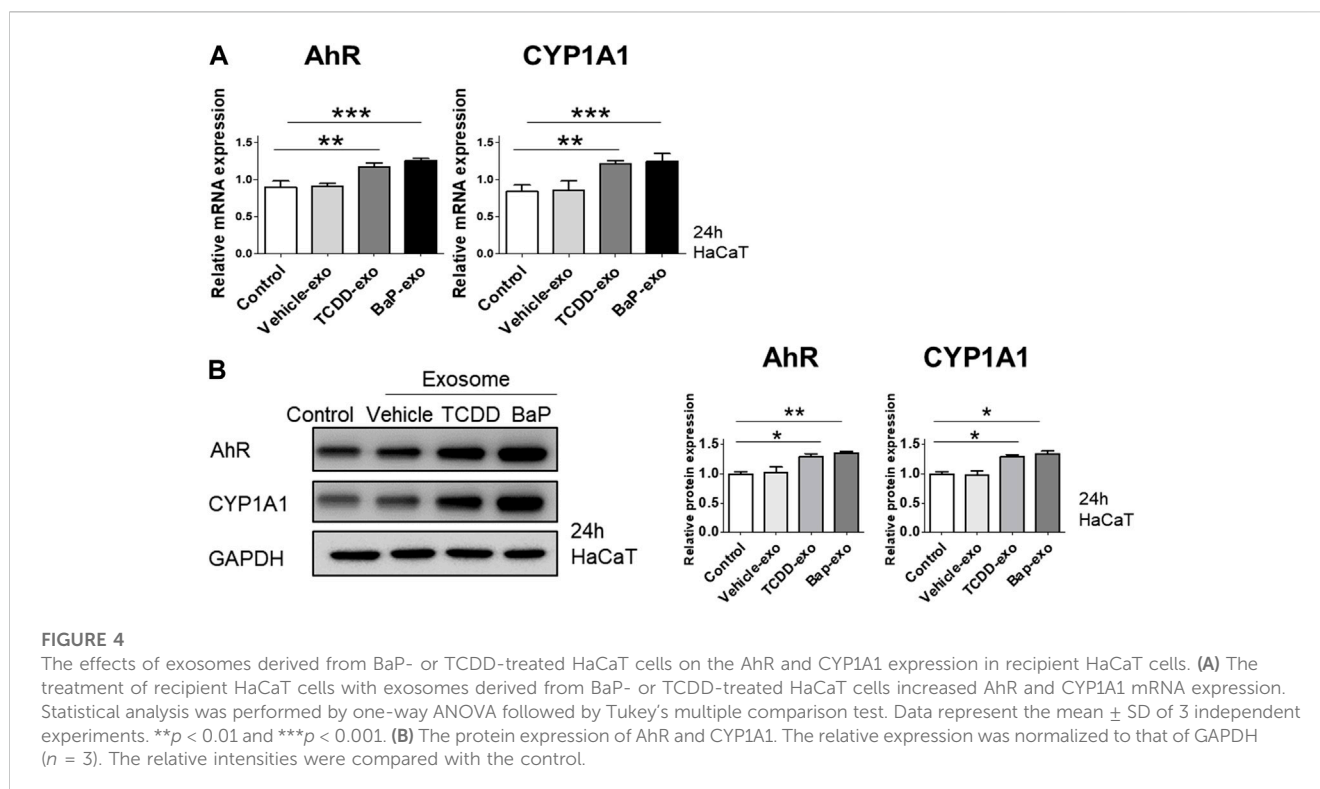 A
AhR
CYP1A1
Relative mRNA expression
1.5
1.0
0.5
0.0
***
**
Control
Vehicle-exo
TCDD-exo
BaP-exo
Relative mRNA expression
1.5
1.0
0.5
0.0
***
**
Control
Vehicle-exo
TCDD-exo
BaP-exo
24h
HaCaT
B
Exosome
Control Vehicle TCDD BaP
AhR
CYP1A1
GAPDH
24h
HaCaT
AhR
CYP1A1
Relative protein expression
1.5
1.0
0.5
0.0
**
*
Control
Vehicle-exo
TCDD-exo
Bap-exo
Relative protein expression
1.5
1.0
0.5
0.0
*
*
Control
Vehicle-exo
TCDD-exo
Bap-exo
24h
HaCaT
FIGURE 4
The effects of exosomes derived from BaP- or TCDD-treated HaCaT cells on the AhR and CYP1A1 expression in recipient HaCaT cells. (A) The
treatment of recipient HaCaT cells with exosomes derived from BaP- or TCDD-treated HaCaT cells increased AhR and CYP1A1 mRNA expression.
Statistical analysis was performed by one-way ANOVA followed by Tukey's multiple comparison test. Data represent the mean ± SD of 3 independent
experiments. **p < 0.01 and ***p < 0.001. (B) The protein expression of AhR and CYP1A1. The relative expression was normalized to that of GAPDH
(n = 3). The relative intensities were compared with the control.